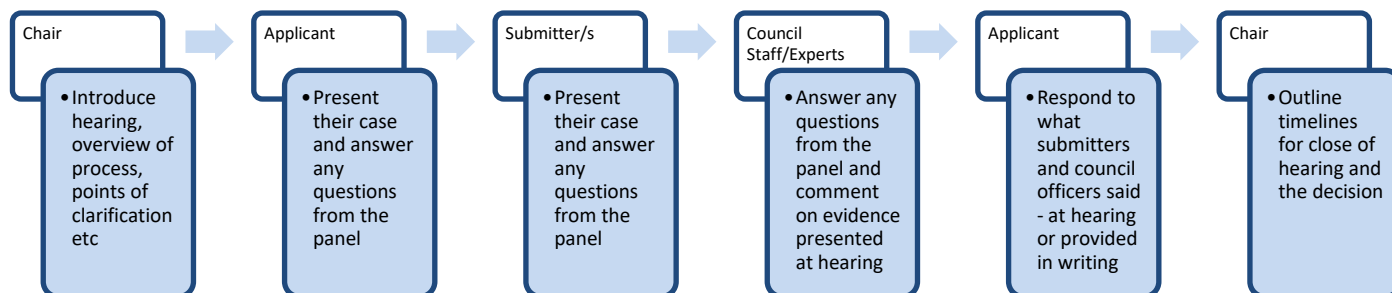 Chair
• Introduce
hearing,
overview of
process,
points of
clarification
etc
Applicant
• Present
their case
and answer
any
questions
from the
panel
Submitter/s
• Present
their case
and answer
any
questions
from the
panel
Council
Staff/Experts
• Answer any
questions
from the
panel and
comment
on evidence
presented
at hearing
Applicant
• Respond to
what
submitters
and council
officers said
- at hearing
or provided
in writing
Chair
• Outline
timelines
for close of
hearing and
the decision